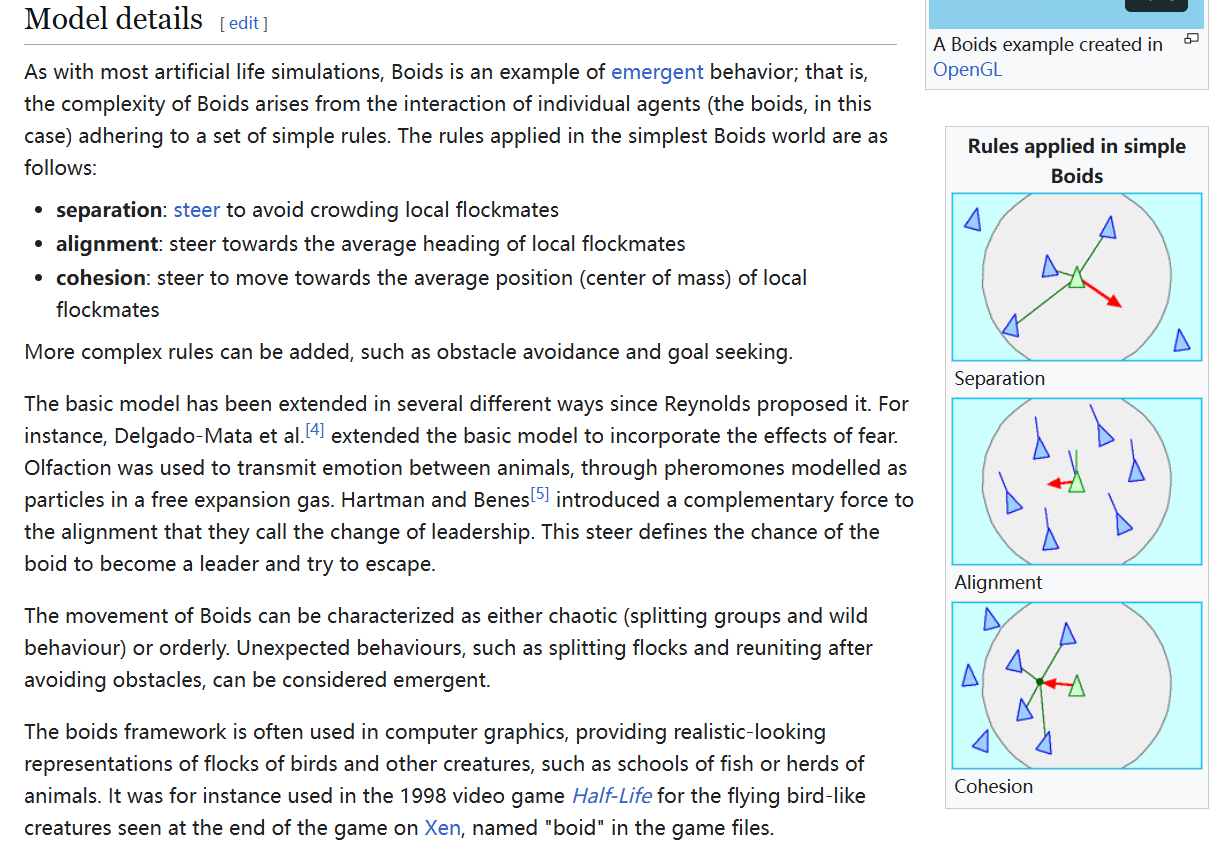 Model details [ edit ]
As with most artificial life simulations, Boids is an example of emergent behavior; that is,
the complexity of Boids arises from the interaction of individual agents (the boids, in this
case) adhering to a set of simple rules. The rules applied in the simplest Boids world are as
follows:
• separation: steer to avoid crowding local flockmates
• alignment: steer towards the average heading of local flockmates
• cohesion: steer to move towards the average position (center of mass) of local
flockmates
More complex rules can be added, such as obstacle avoidance and goal seeking.
The basic model has been extended in several different ways since Reynolds proposed it. For
instance, Delgado-Mata et al.[4] extended the basic model to incorporate the effects of fear.
Olfaction was used to transmit emotion between animals, through pheromones modelled as
particles in a free expansion gas. Hartman and Benes[5] introduced a complementary force to
the alignment that they call the change of leadership. This steer defines the chance of the
boid to become a leader and try to escape.
The movement of Boids can be characterized as either chaotic (splitting groups and wild
behaviour) or orderly. Unexpected behaviours, such as splitting flocks and reuniting after
avoiding obstacles, can be considered emergent.
The boids framework is often used in computer graphics, providing realistic-looking
representations of flocks of birds and other creatures, such as schools of fish or herds of
animals. It was for instance used in the 1998 video game Half-Life for the flying bird-like
creatures seen at the end of the game on Xen, named "boid" in the game files.
A Boids example created in
OpenGL
Rules applied in simple
Boids
Separation
Alignment
Cohesion